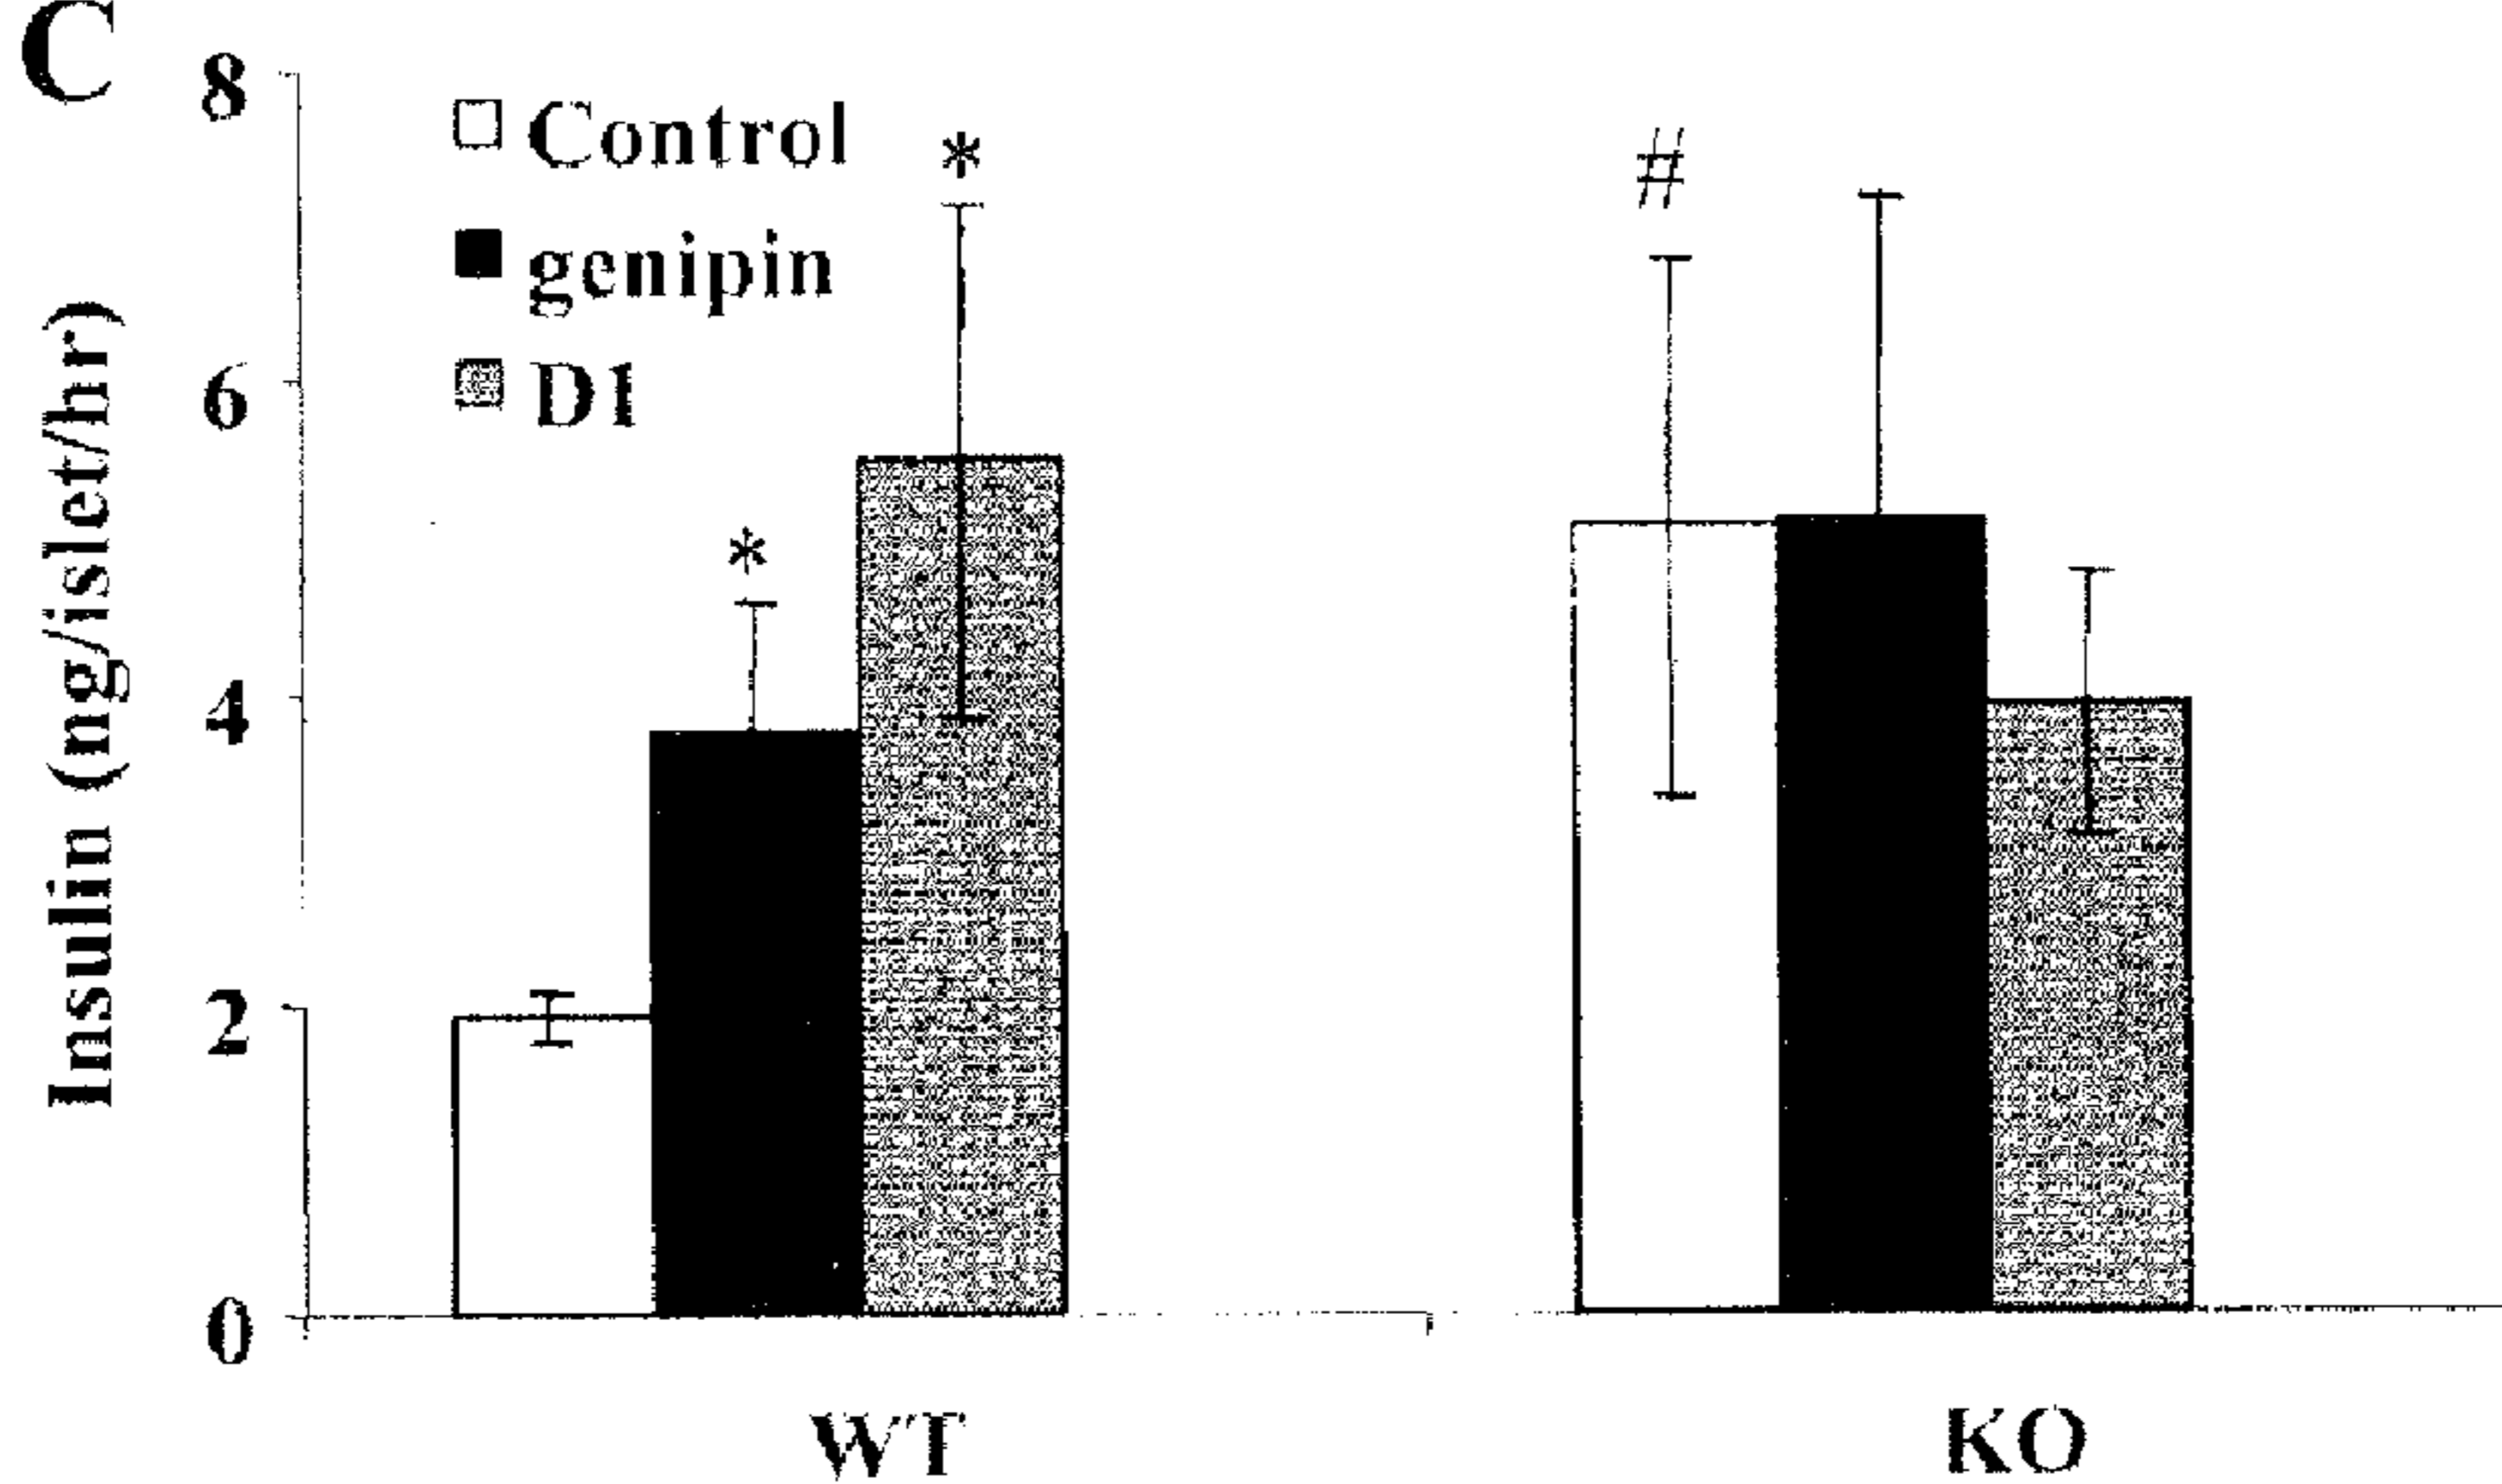 C
8
Control
*
#
genipin
6
D1
*
4
2
0
Insulin (ng/islet/hr)
WT
KO